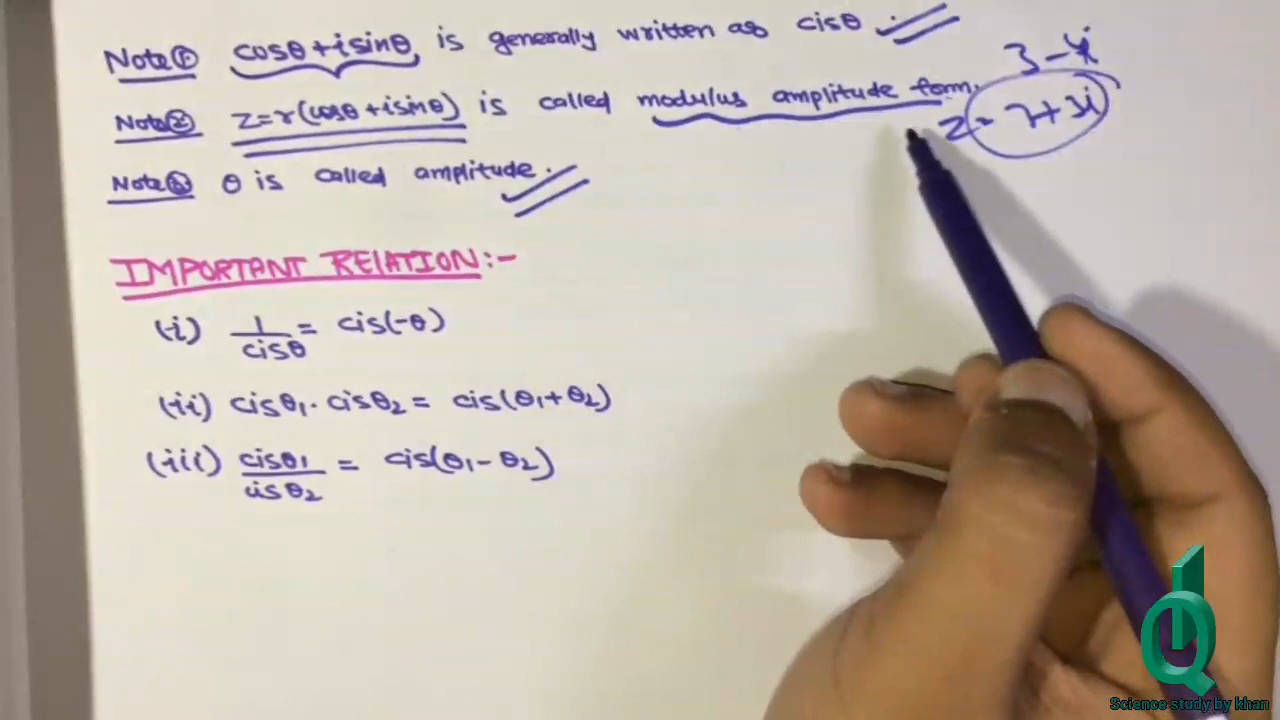 Note① cosθ+isinθ is generally written as cisθ.
3-4i
Note② z=r(cosθ+isinθ) is called modulus amplitude form.
z=
+3i
Note③ θ is called amplitude.
IMPORTANT RELATION:-
(i) 1/cisθ = cis(-θ)
(ii) cisθ₁·cisθ₂ = cis(θ₁+θ₂)
(iii) cisθ₁/cisθ₂ = cis(θ₁-θ₂)
Science study by khan